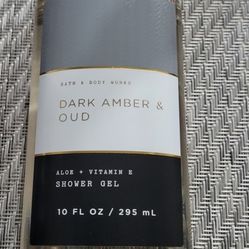 BATH & BODY WORKS
DARK AMBER &
OUD
ALOE + VITAMIN E
SHOWER GEL
10 FL OZ / 295 mL